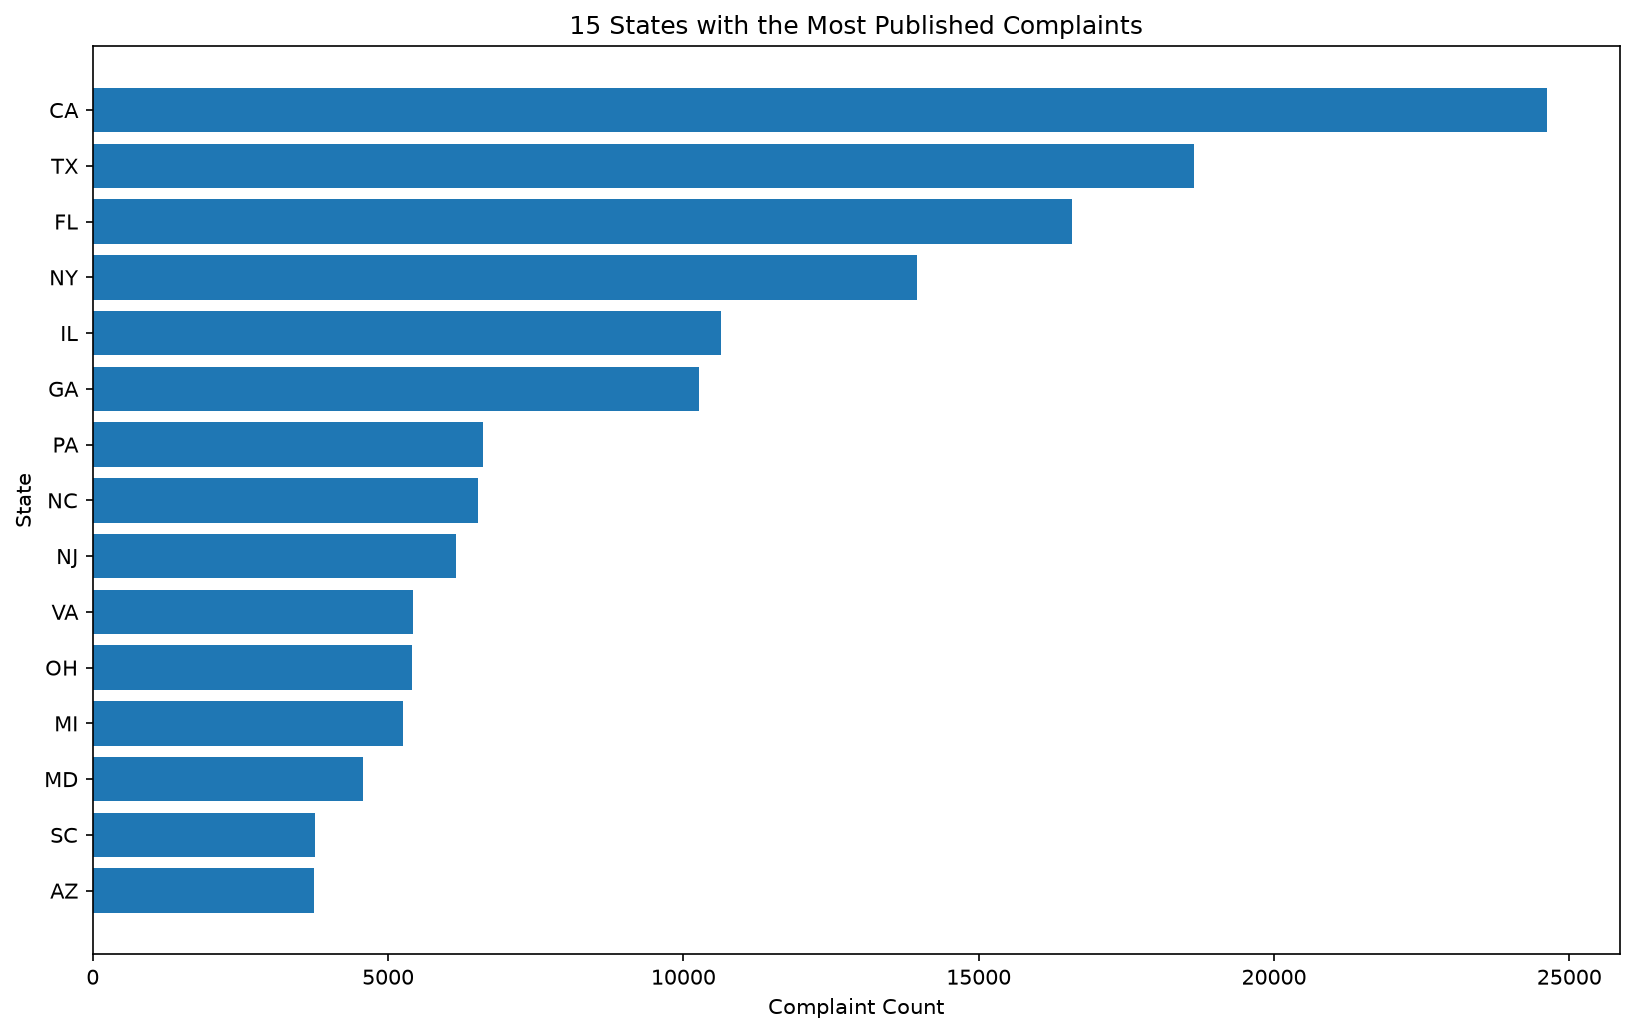 15 States with the Most Published Complaints
CA
TX
FL
NY
IL
GA
PA
NC
NJ
VA
OH
MI
MD
SC
AZ
State
0 5000 10000 15000 20000 25000
Complaint Count